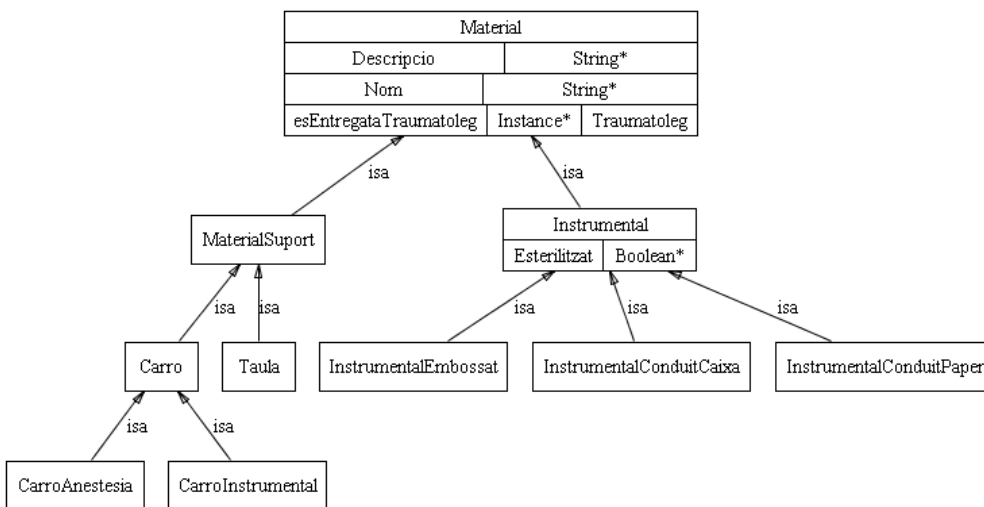 Material
Descripcio String*
Nom String*
esEntregataTraumatoleg Instance* Traumatoleg
isa isa
MaterialSuport
Instrumental
Esterilitzat Boolean*
isa isa isa isa isa
Carro Taula InstrumentalEmbossat InstrumentalConduitCaixa InstrumentalConduitPaper
isa isa
CarroAnestesia CarroInstrumental